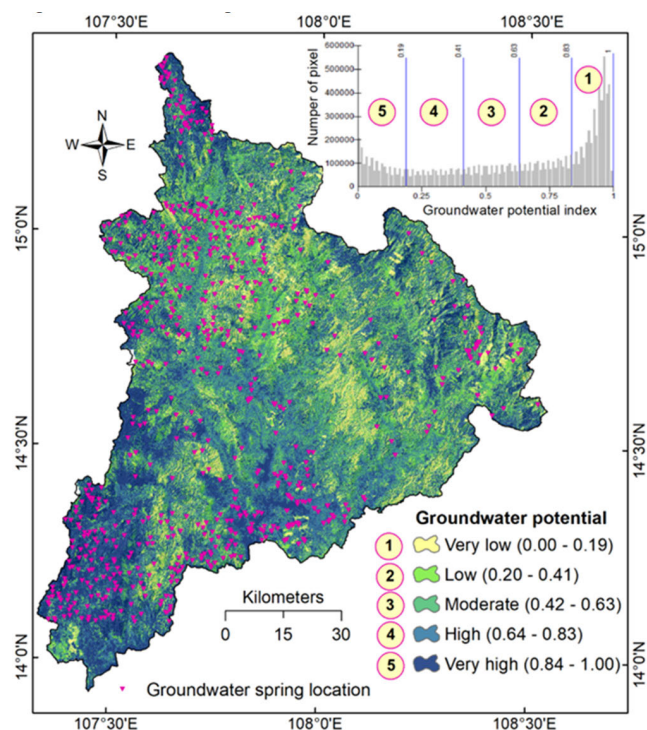 107°30'E 108°0'E 108°30'E
15°0'N
14°30'N
14°0'N
15°0'N
14°30'N
14°0'N
N
W E
S
Number of pixel
600000
500000
400000
300000
200000
100000
0
0.19 0.41 0.63 0.83 1
5 4 3 2 1
0 0.25 0.5 0.75 1
Groundwater potential index
Groundwater potential
1 Very low (0.00 - 0.19)
2 Low (0.20 - 0.41)
3 Moderate (0.42 - 0.63)
4 High (0.64 - 0.83)
5 Very high (0.84 - 1.00)
Kilometers
0 15 30
Groundwater spring location
107°30'E 108°0'E 108°30'E